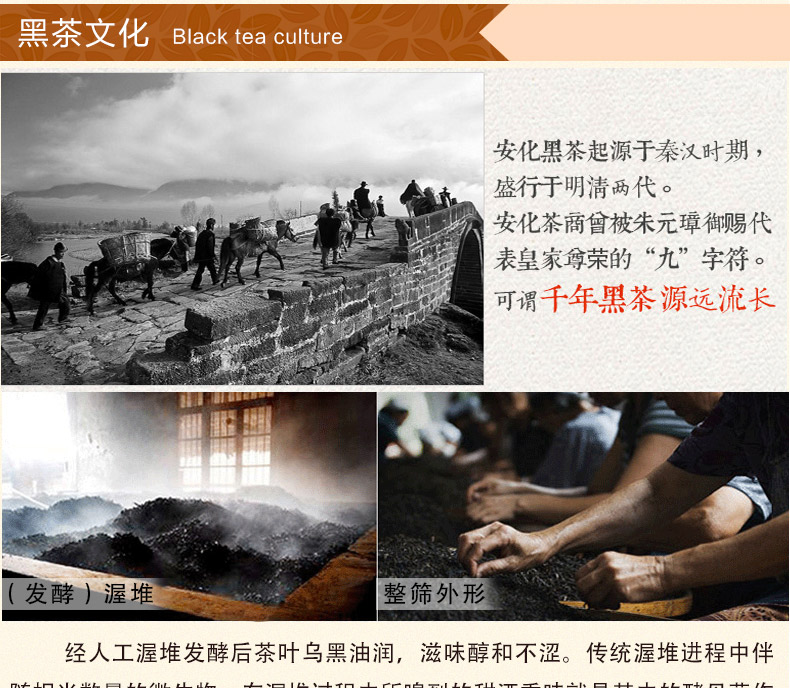 黑茶文化 Black tea culture
安化黑茶起源于秦汉时期，
盛行于明清两代。
安化茶商曾被朱元璋御赐代
表皇家尊荣的“九”字符。
可谓千年黑茶源远流长
（发酵）渥堆
整筛外形
经人工渥堆发酵后茶叶乌黑油润，滋味醇和不涩。传统渥堆进程中伴